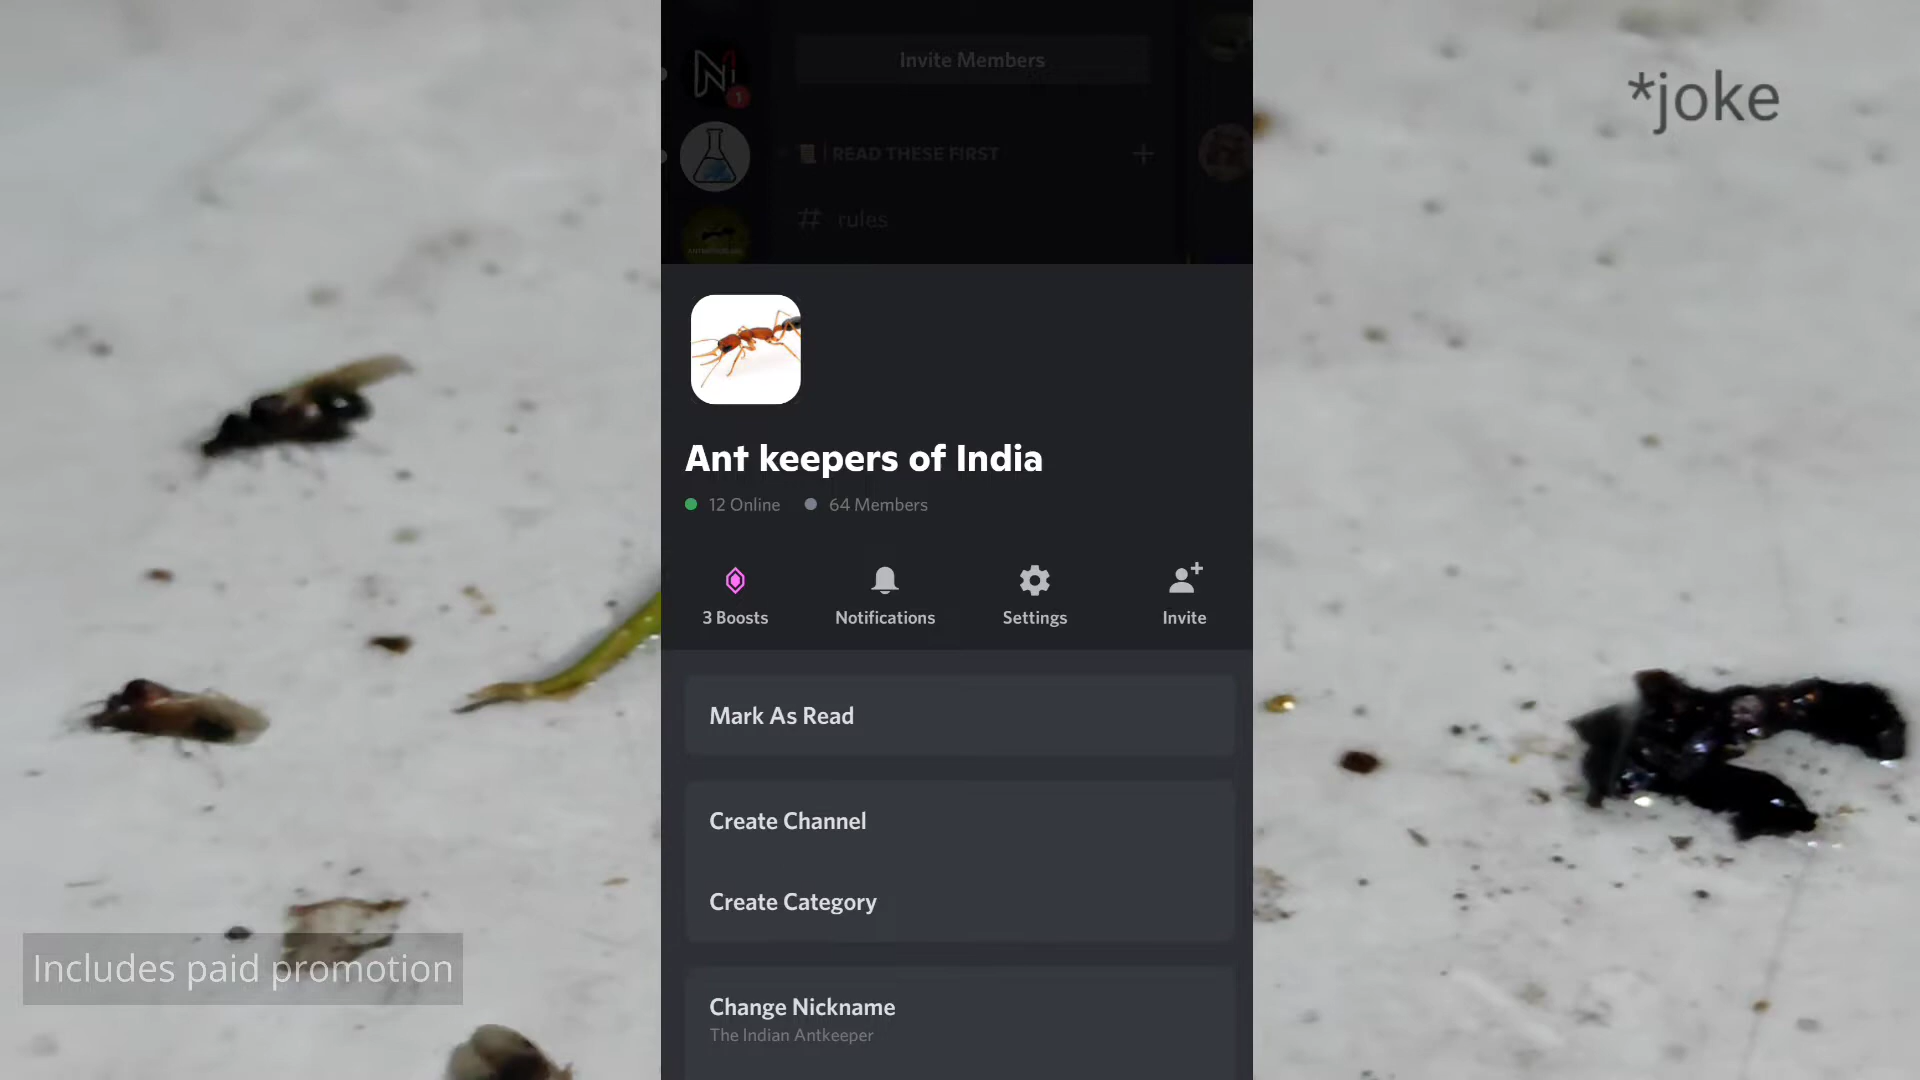 Invite Members
1
READ THESE FIRST
# rules
*joke
Ant keepers of India
12 Online 64 Members
3 Boosts Notifications Settings Invite
Mark As Read
Create Channel
Create Category
Change Nickname
The Indian Antkeeper
Includes paid promotion